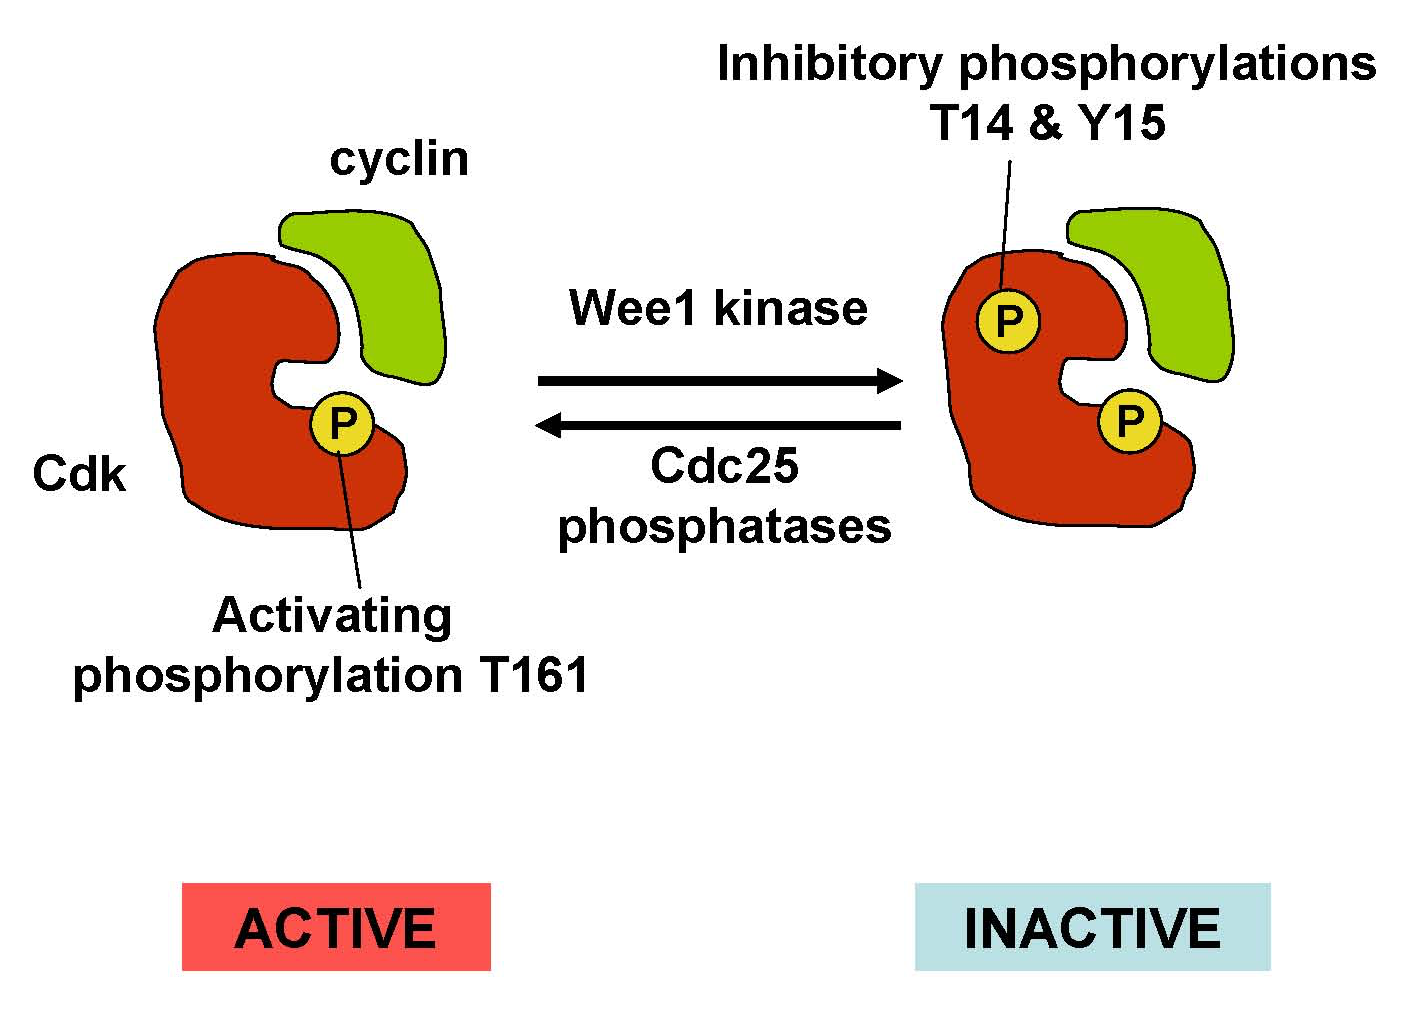 Inhibitory phosphorylations
T14 & Y15
cyclin
Wee1 kinase
P
P
P
Cdc25
phosphatases
Cdk
Activating
phosphorylation T161
ACTIVE
INACTIVE